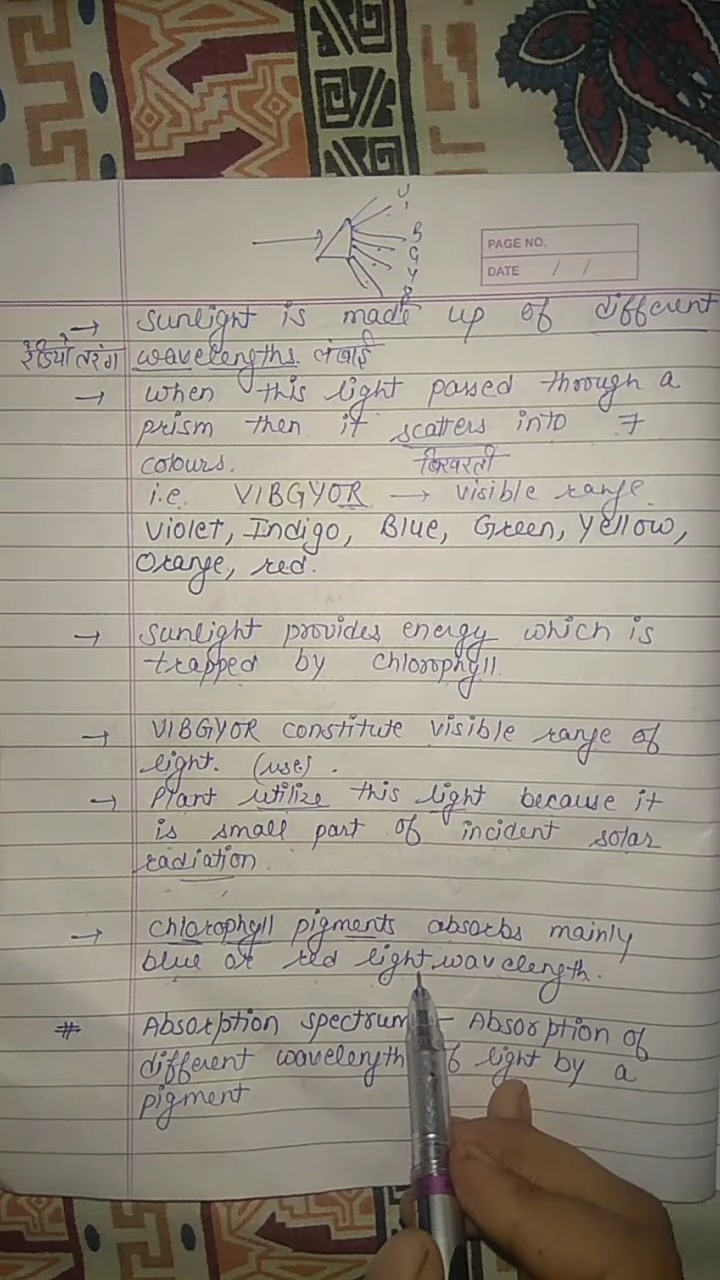 V
I
B
G
Y
PAGE NO.
DATE / /
→ Sunlight is made up of different
रेडियो तरंग wavelengths. लंबाई
→ when this light passed through a
prism then it scatters into 7
colours. बिखरती
i.e. VIBGYOR → visible range
Violet, Indigo, Blue, Green, Yellow,
Orange, red.
→ Sunlight provides energy which is
trapped by chlorophyll
→ VIBGYOR constitute visible range of
light. (use).
→ Plant utilize this light because it
is small part of incident solar
radiation.
→ chlorophyll pigments absorbs mainly
blue or red light wavelength.
# Absorption spectrum - Absorption of
different wavelength of light by a
pigment